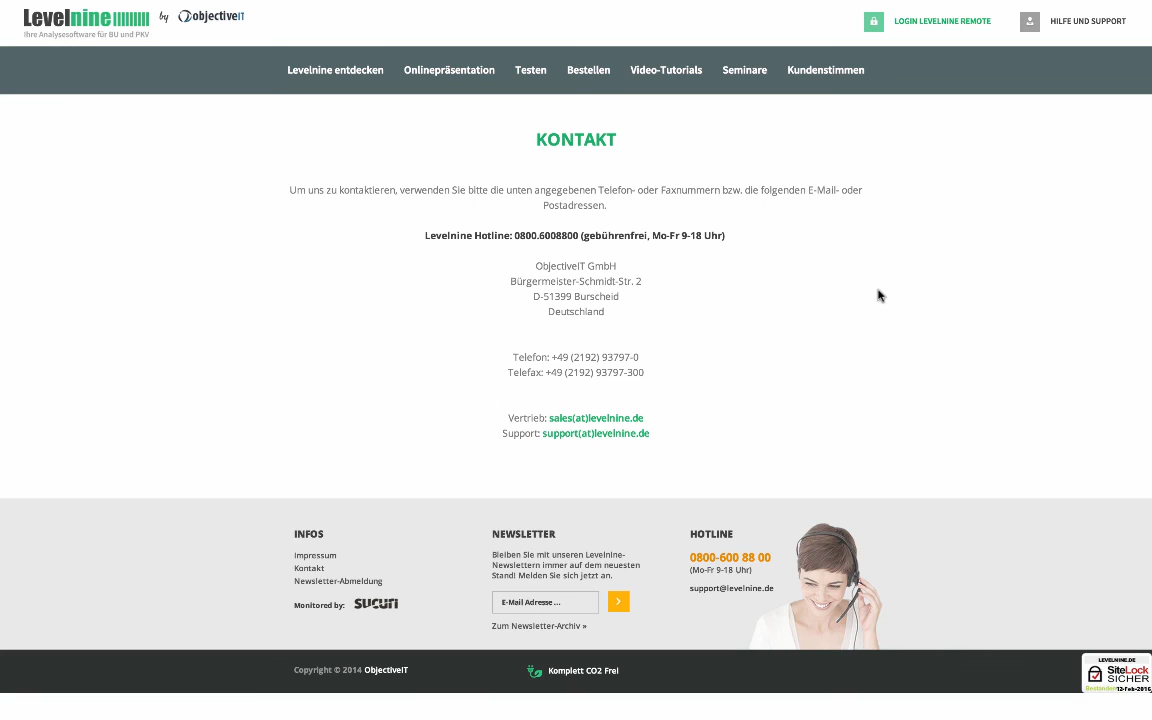 Levelnine by objectiveIT
Ihre Analysesoftware für BU und PKV
LOGIN LEVELNINE REMOTE
HILFE UND SUPPORT
Levelnine entdecken
Onlinepräsentation
Testen
Bestellen
Video-Tutorials
Seminare
Kundenstimmen
KONTAKT
Um uns zu kontaktieren, verwenden Sie bitte die unten angegebenen Telefon- oder Faxnummern bzw. die folgenden E-Mail- oder
Postadressen.
Levelnine Hotline: 0800.6008800 (gebührenfrei, Mo-Fr 9-18 Uhr)
ObjectiveIT GmbH
Bürgermeister-Schmidt-Str. 2
D-51399 Burscheid
Deutschland
Telefon: +49 (2192) 93797-0
Telefax: +49 (2192) 93797-300
Vertrieb: sales(at)levelnine.de
Support: support(at)levelnine.de
INFOS
Impressum
Kontakt
Newsletter-Abmeldung
Monitored by: SUCURI
NEWSLETTER
Bleiben Sie mit unseren Levelnine-
Newslettern immer auf dem neuesten
Stand! Melden Sie sich jetzt an.
E-Mail Adresse ...
Zum Newsletter-Archiv »
HOTLINE
0800-600 88 00
(Mo-Fr 9-18 Uhr)
support@levelnine.de
Copyright © 2014 ObjectiveIT
Komplett CO2 Frei
LEVELNINE.DE
SiteLock
SICHER
Bestanden 12-Feb-2016